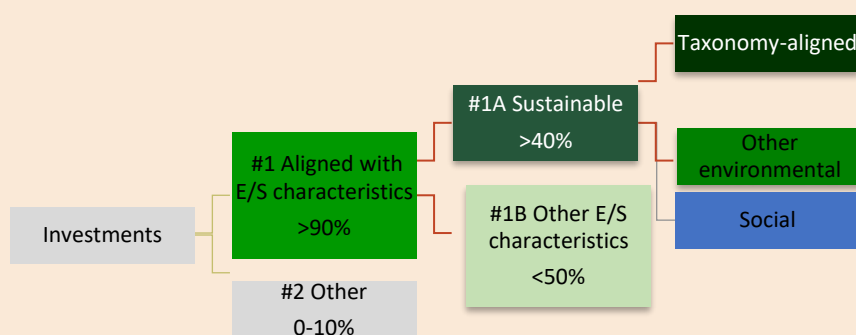 Investments
#1 Aligned with
E/S characteristics
>90%
#2 Other
0-10%
#1A Sustainable
>40%
#1B Other E/S
characteristics
<50%
Taxonomy-aligned
Other
environmental
Social